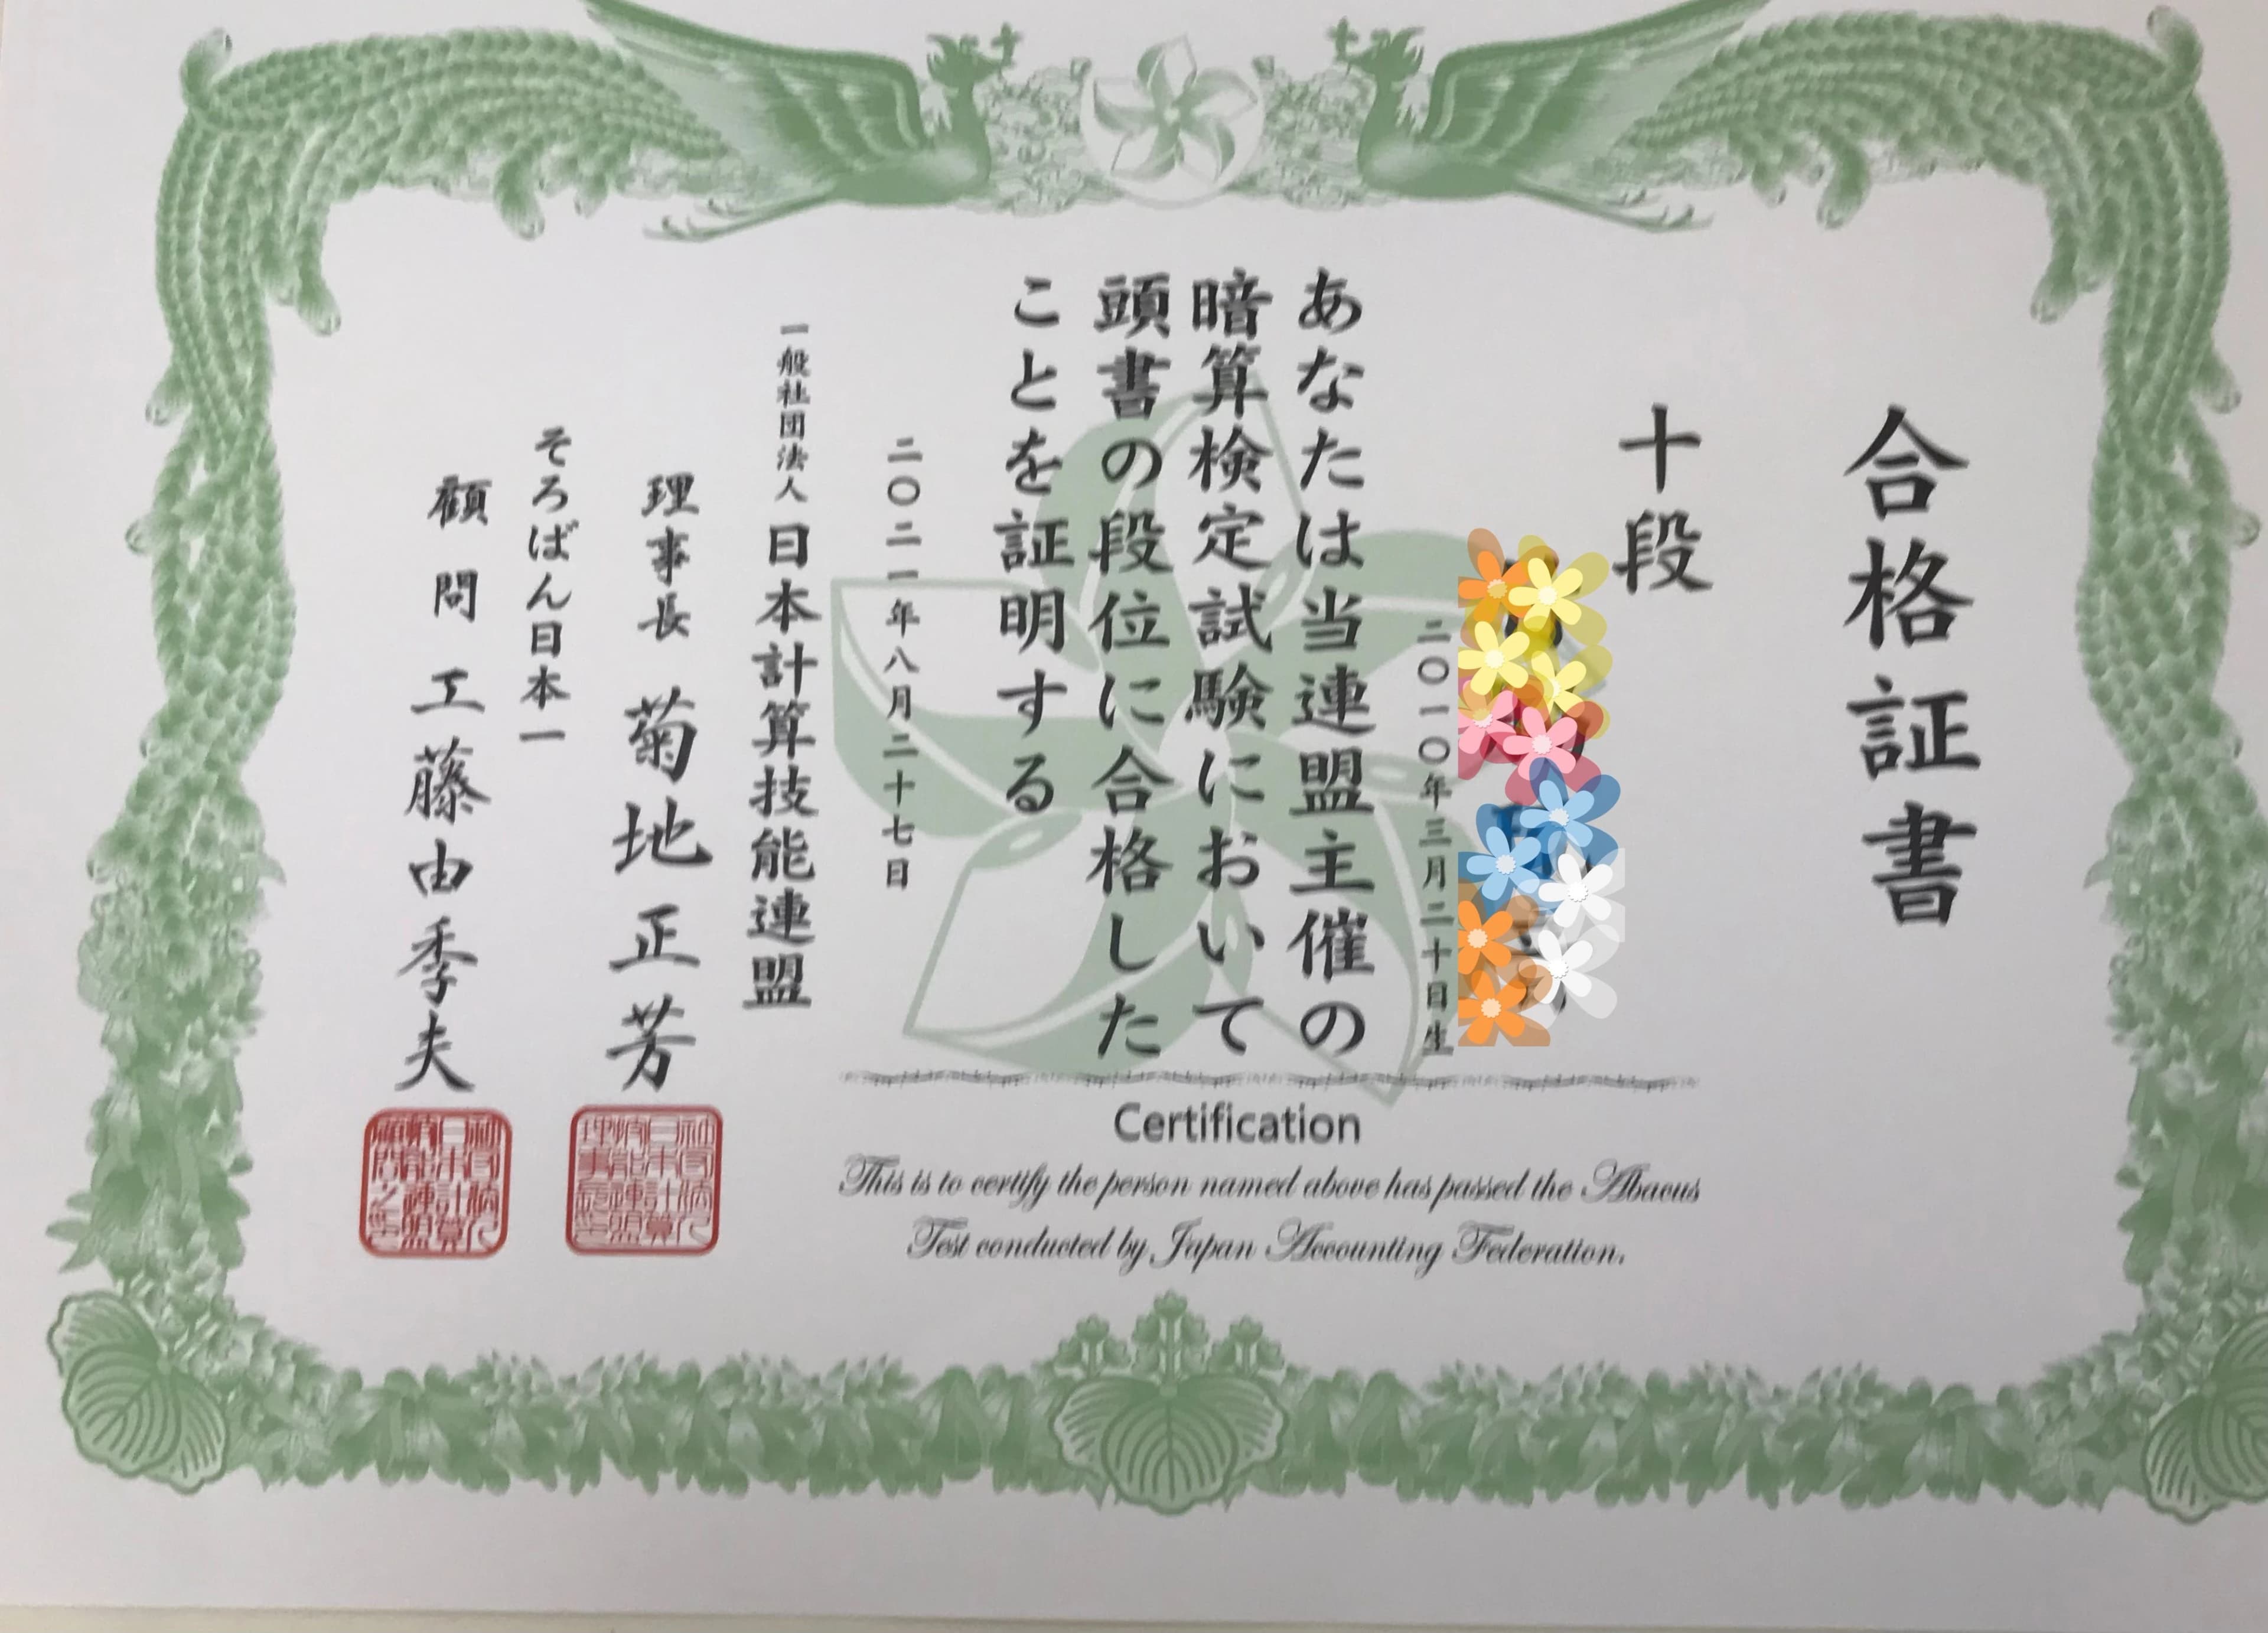 合格証書
十段
二〇一〇年三月二十日生
あなたは当連盟主催の
暗算検定試験において
頭書の段位に合格した
ことを証明する
二〇二一年八月二十七日
一般社団法人 日本計算技能連盟
理事長 菊地正芳
そろばん日本一
顧問 工藤由季夫
Certification
This is to certify the person named above has passed the Abacus
Test conducted by Japan Accounting Federation.